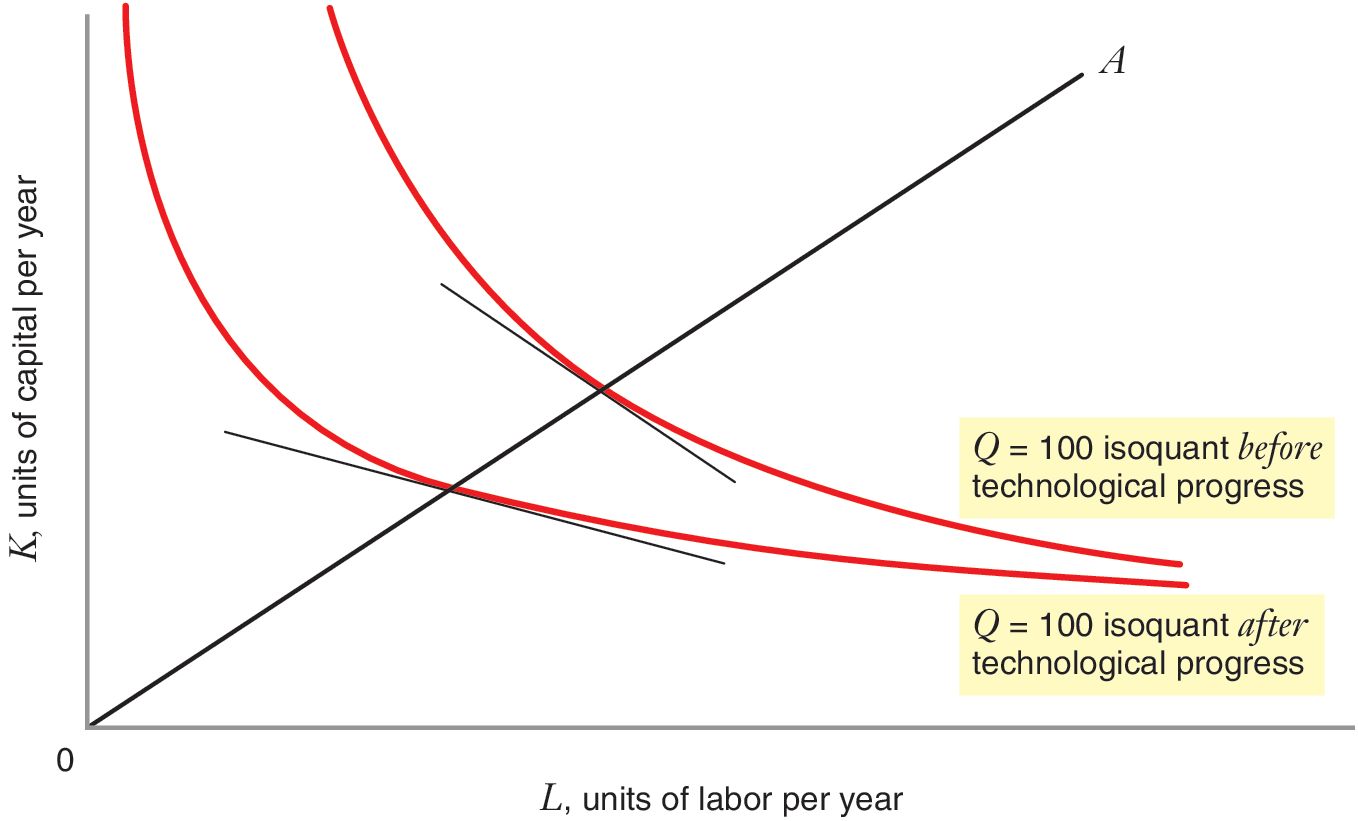 A
K, units of capital per year
Q = 100 isoquant before
technological progress
Q = 100 isoquant after
technological progress
0
L, units of labor per year